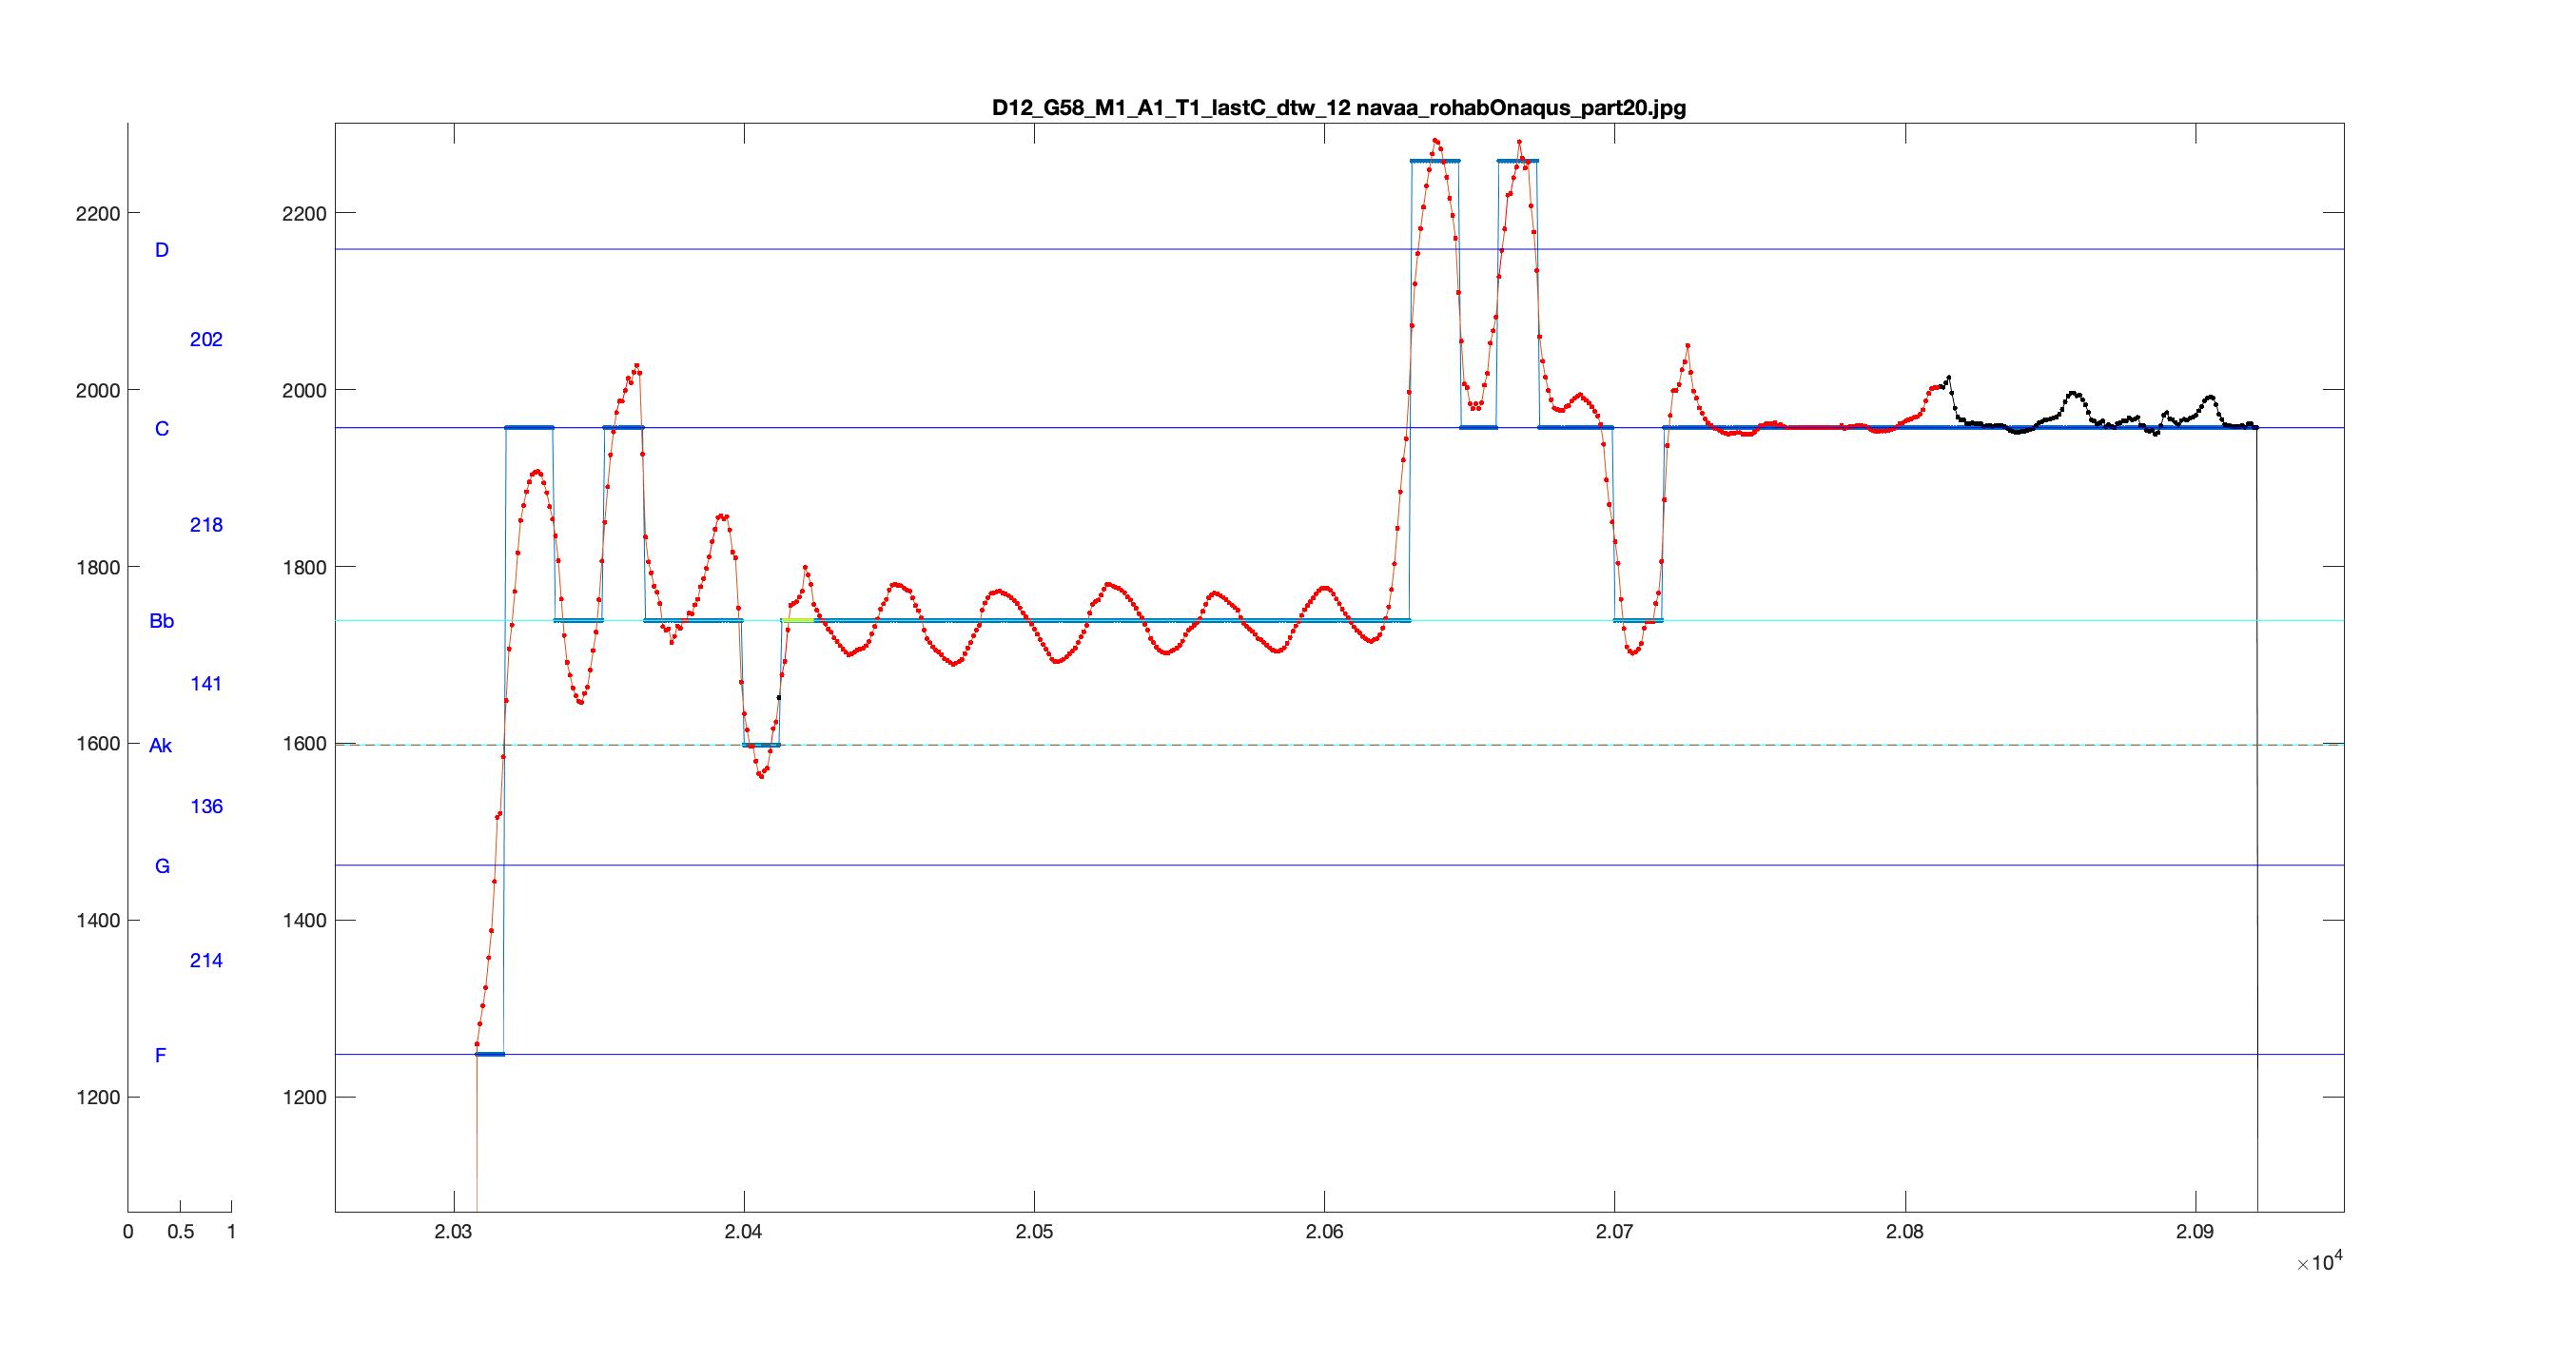 D12_G58_M1_A1_T1_lastC_dtw_12 navaa_rohabOnaqus_part20.jpg
2200 2200
D
202
2000 2000
C
218
1800 1800
Bb
141
1600 Ak 1600
136
G
1400 1400
214
F
1200 1200
0 0.5 1 2.03 2.04 2.05 2.06 2.07 2.08 2.09
×10⁴